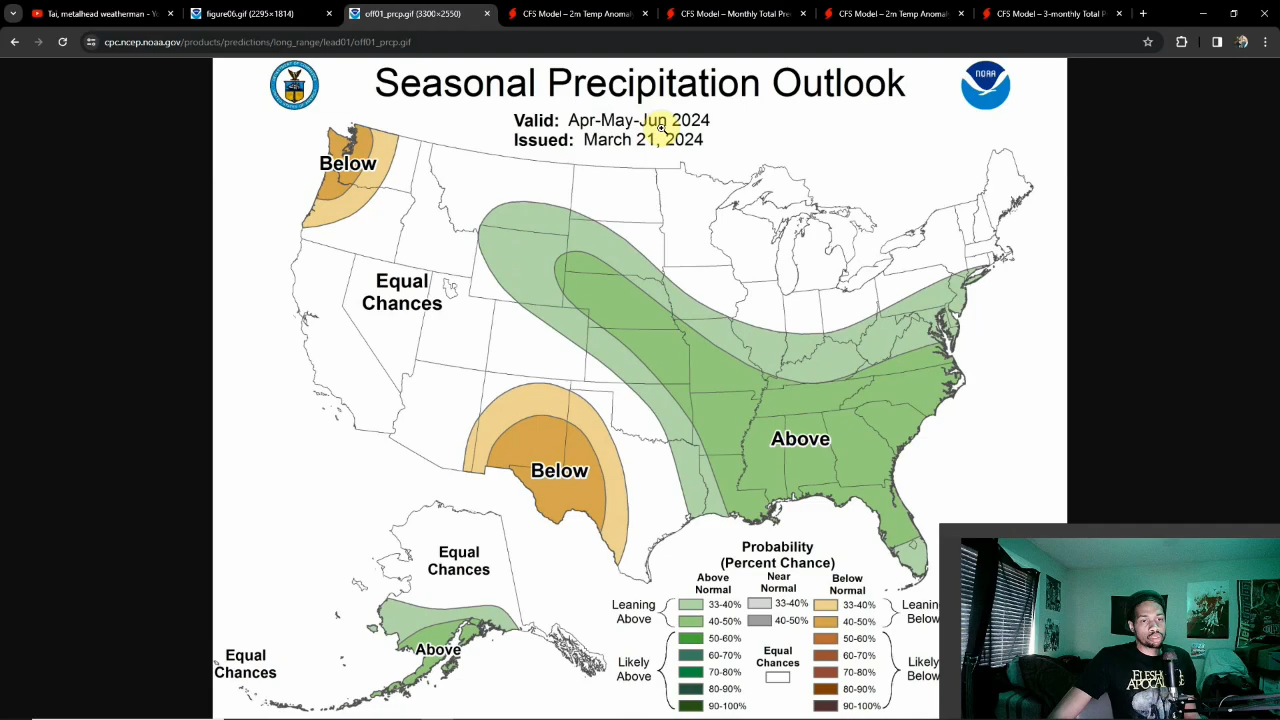 Tai, metalhead weatherman - Yo
figure06.gif (2295×1814)
off01_prcp.gif (3300×2550)
CFS Model – 2m Temp Anomal
CFS Model – Monthly Total Pre
CFS Model – 2m Temp Anomal
CFS Model – 3-monthly Total P
cpc.ncep.noaa.gov/products/predictions/long_range/lead01/off01_prcp.gif
Seasonal Precipitation Outlook
NOAA
Valid: Apr-May-Jun 2024
Issued: March 21, 2024
Below
Equal
Chances
Above
Below
Equal
Chances
Above
Equal
Chances
Probability
(Percent Chance)
Above
Normal
Near
Normal
Below
Normal
Leaning
Above
33-40%
33-40%
33-40%
Leanin
Below
40-50%
40-50%
40-50%
50-60%
50-60%
Likely
Above
60-70%
Equal
Chances
60-70%
Likely
Below
70-80%
70-80%
80-90%
80-90%
90-100%
90-100%
FLESH
APOCALYPSE